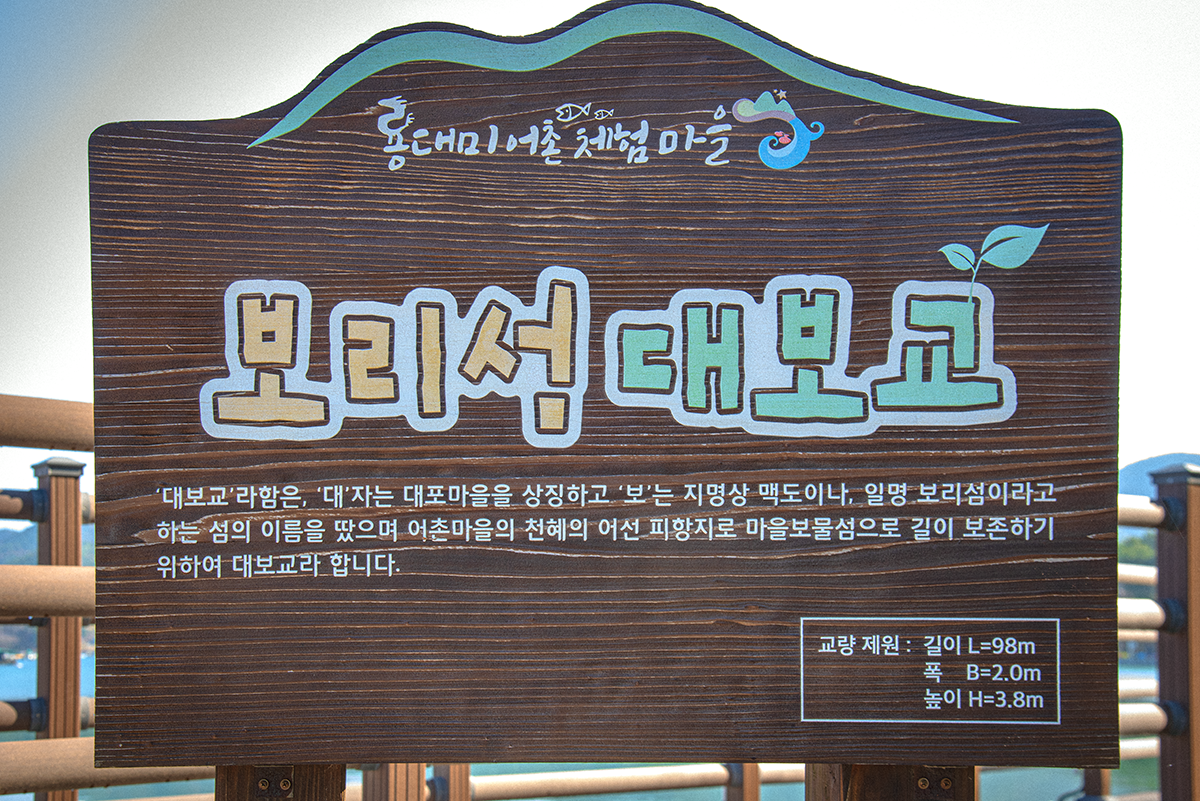 룡대미 어촌 체험 마을
보리섬 대보교
‘대보교’라함은, ‘대’자는 대포마을을 상징하고 ‘보’는 지명상 맥도이나, 일명 보리섬이라고
하는 섬의 이름을 땄으며 어촌마을의 천혜의 어선 피항지로 마을보물섬으로 길이 보존하기
위하여 대보교라 합니다.
교량 제원 : 길이 L=98m
폭 B=2.0m
높이 H=3.8m